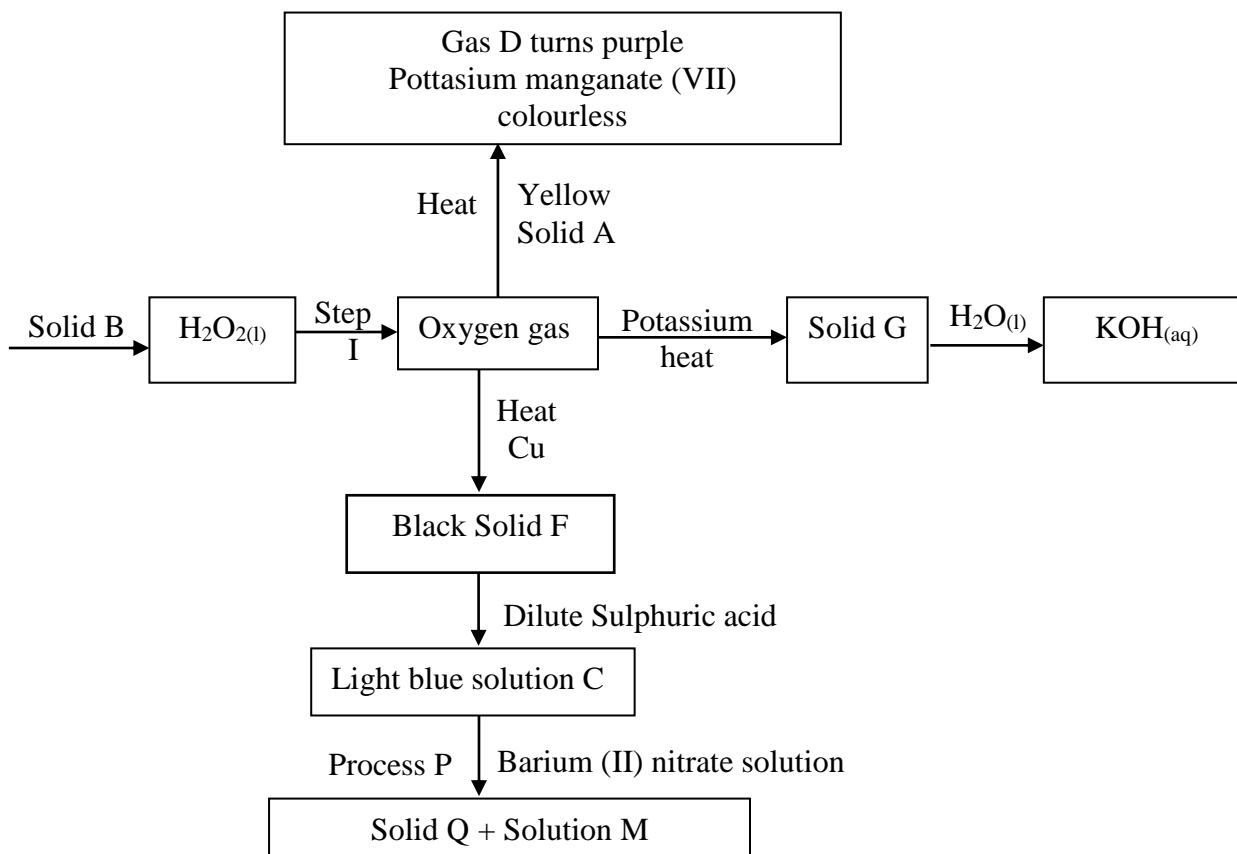 Gas D turns purple
Pottasium manganate (VII)
colourless
Heat
Yellow
Solid A
Solid B
H₂O₂(l)
Step
I
Oxygen gas
Potassium
heat
Solid G
H₂O(l)
KOH(aq)
Heat
Cu
Black Solid F
Dilute Sulphuric acid
Light blue solution C
Process P
Barium (II) nitrate solution
Solid Q + Solution M